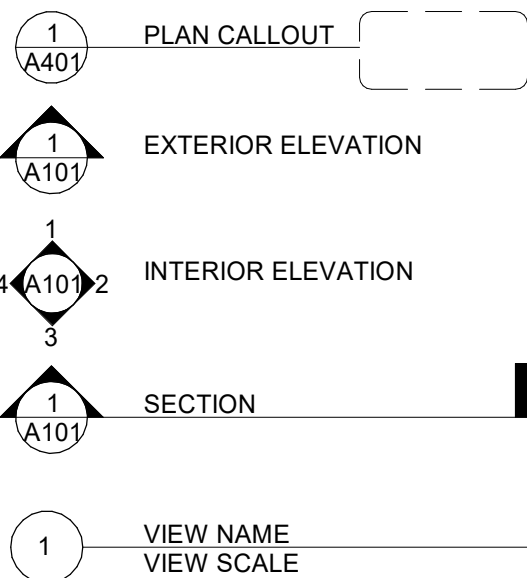 1 PLAN CALLOUT
A401
1 EXTERIOR ELEVATION
A101
1
4 A101 2 INTERIOR ELEVATION
3
1 SECTION
A101
1 VIEW NAME
VIEW SCALE